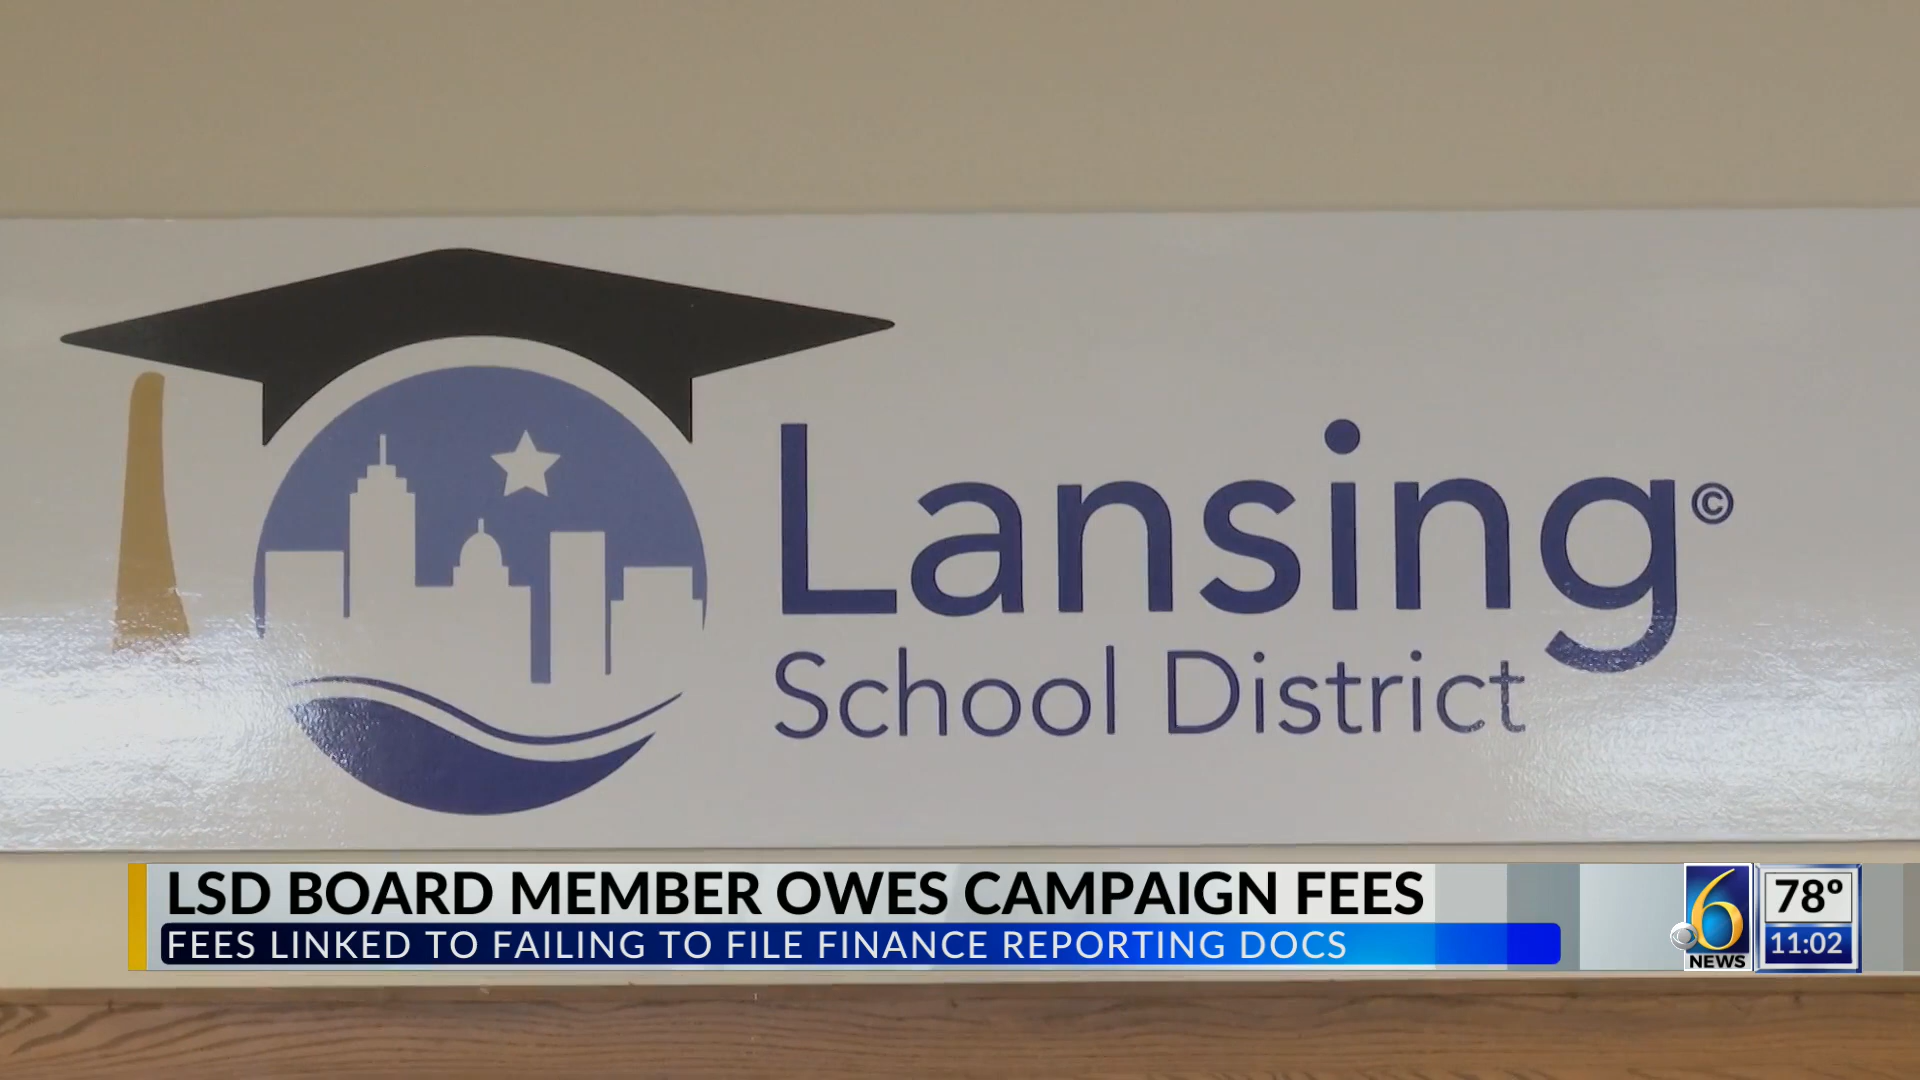 Lansing©
School District
LSD BOARD MEMBER OWES CAMPAIGN FEES
FEES LINKED TO FAILING TO FILE FINANCE REPORTING DOCS
6
NEWS
78°
11:02